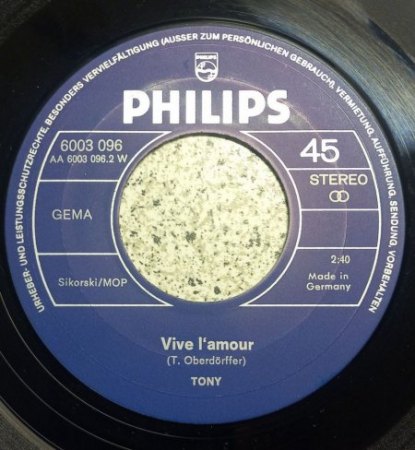 URHEBER- UND LEISTUNGSSCHUTZRECHTE, BESONDERS VERVIELFÄLTIGUNG (AUSSER ZUM PERSÖNLICHEN GEBRAUCH), VERMIETUNG, AUFFÜHRUNG, SENDUNG, VORBEHALTEN
PHILIPS
PHILIPS
6003 096
AA 6003 096.2 W
45
STEREO
GEMA
2:40
Sikorski/MOP
Made in
Germany
Vive l'amour
(T. Oberdörffer)
TONY